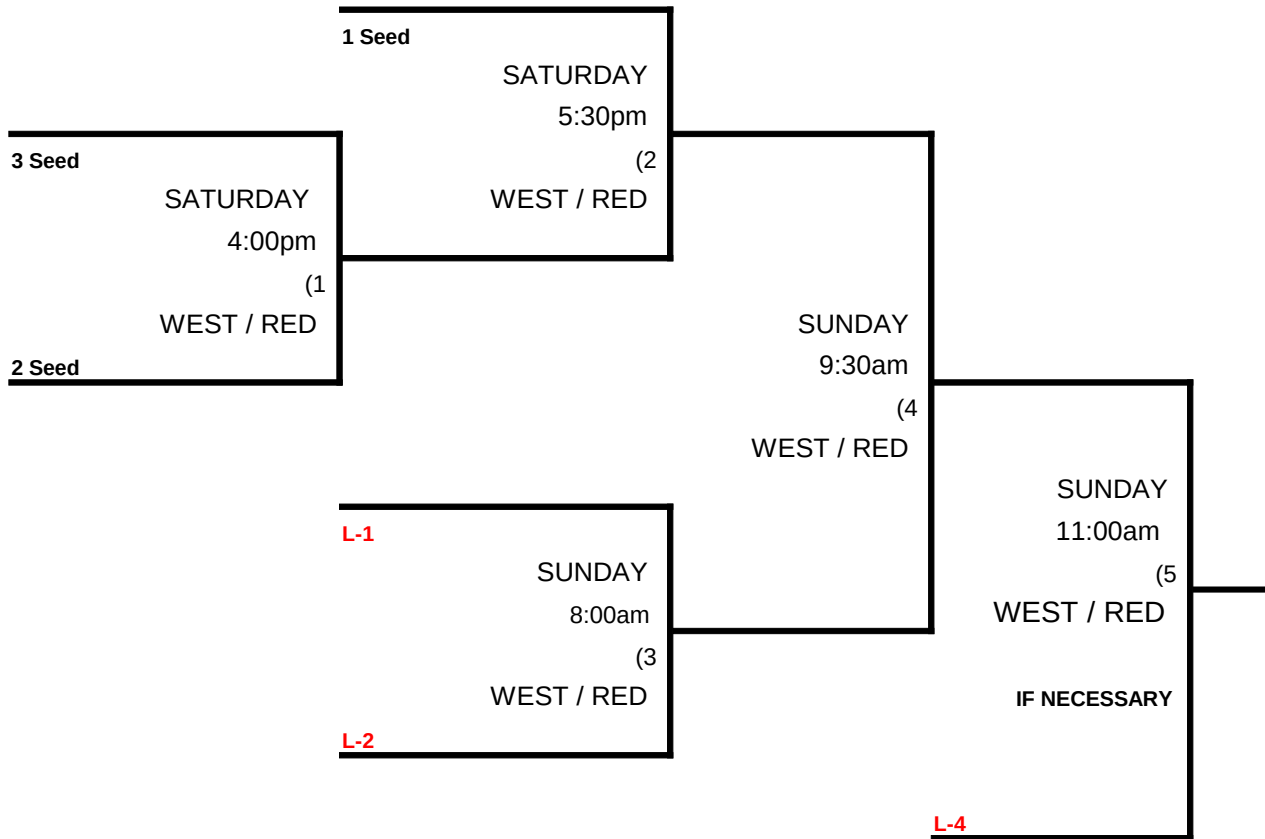 1 Seed
SATURDAY
5:30pm
(2
WEST / RED
3 Seed
SATURDAY
4:00pm
(1
WEST / RED
2 Seed
SUNDAY
9:30am
(4
WEST / RED
L-1
SUNDAY
8:00am
(3
WEST / RED
L-2
SUNDAY
11:00am
(5
WEST / RED
IF NECESSARY
L-4